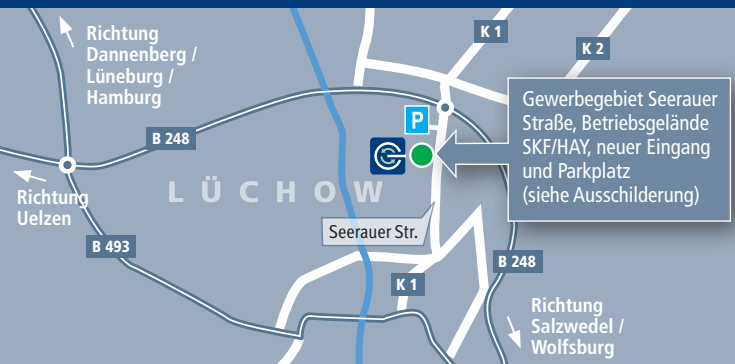 Richtung
Dannenberg /
Lüneburg /
Hamburg
K 1
K 2
Gewerbegebiet Seerauer
Straße, Betriebsgelände
SKF/HAY, neuer Eingang
und Parkplatz
(siehe Ausschilderung)
P
B 248
LÜCHOW
Richtung
Uelzen
Seerauer Str.
B 493
B 248
K 1
Richtung
Salzwedel /
Wolfsburg